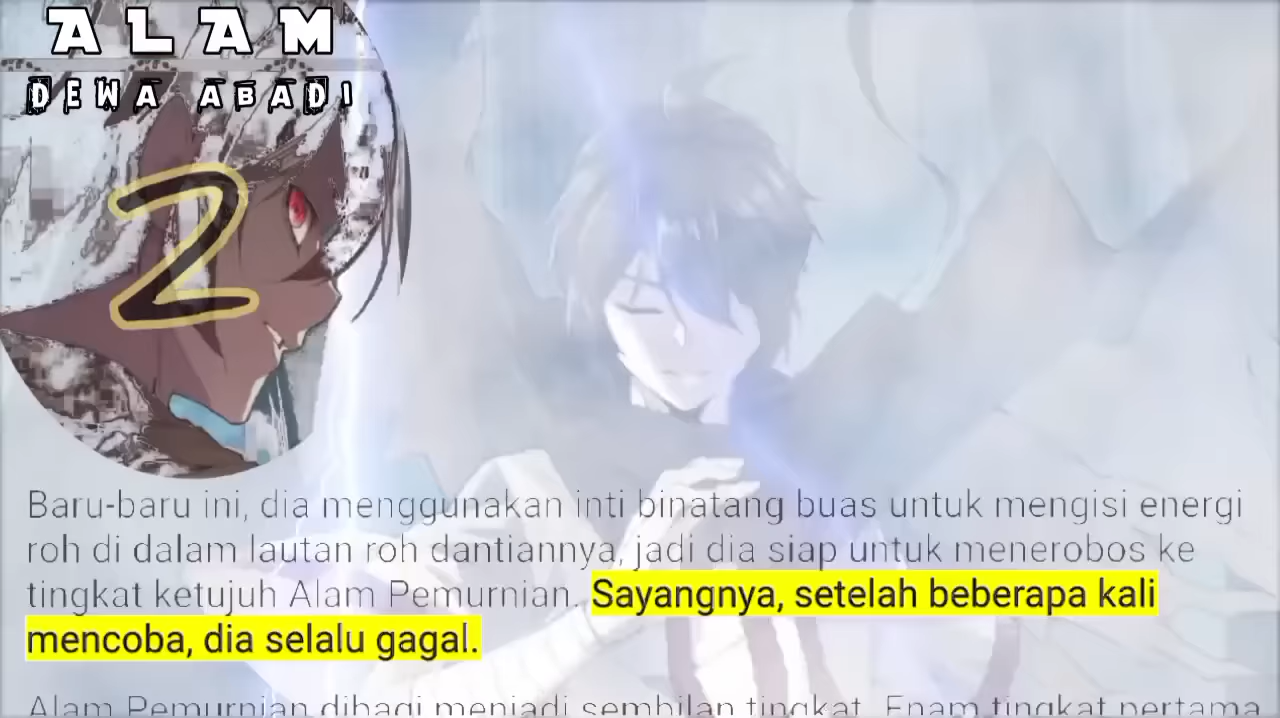 ALAM
DEWA ABADI
2
Baru-baru ini, dia menggunakan inti binatang buas untuk mengisi energi
roh di dalam lautan roh dantiannya, jadi dia siap untuk menerobos ke
tingkat ketujuh Alam Pemurnian. Sayangnya, setelah beberapa kali
mencoba, dia selalu gagal.
Alam Pemurnian dibagi menjadi sembilan tingkat. Enam tingkat pertama